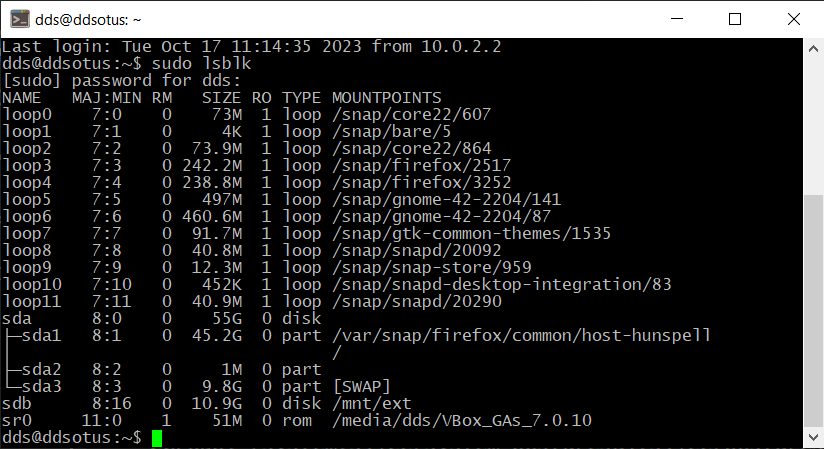 dds@ddsotus: ~
Last login: Tue Oct 17 11:14:35 2023 from 10.0.2.2
dds@ddsotus:~$ sudo lsblk
[sudo] password for dds:
NAME   MAJ:MIN RM   SIZE RO TYPE MOUNTPOINTS
loop0    7:0    0    73M  1 loop /snap/core22/607
loop1    7:1    0     4K  1 loop /snap/bare/5
loop2    7:2    0  73.9M  1 loop /snap/core22/864
loop3    7:3    0 242.2M  1 loop /snap/firefox/2517
loop4    7:4    0 238.8M  1 loop /snap/firefox/3252
loop5    7:5    0   497M  1 loop /snap/gnome-42-2204/141
loop6    7:6    0 460.6M  1 loop /snap/gnome-42-2204/87
loop7    7:7    0  91.7M  1 loop /snap/gtk-common-themes/1535
loop8    7:8    0  40.8M  1 loop /snap/snapd/20092
loop9    7:9    0  12.3M  1 loop /snap/snap-store/959
loop10   7:10   0   452K  1 loop /snap/snapd-desktop-integration/83
loop11   7:11   0  40.9M  1 loop /snap/snapd/20290
sda      8:0    0    55G  0 disk
├─sda1   8:1    0  45.2G  0 part /var/snap/firefox/common/host-hunspell
│                                /
├─sda2   8:2    0     1M  0 part
└─sda3   8:3    0   9.8G  0 part [SWAP]
sdb      8:16   0  10.9G  0 disk /mnt/ext
sr0     11:0    1    51M  0 rom  /media/dds/VBox_GAs_7.0.10
dds@ddsotus:~$